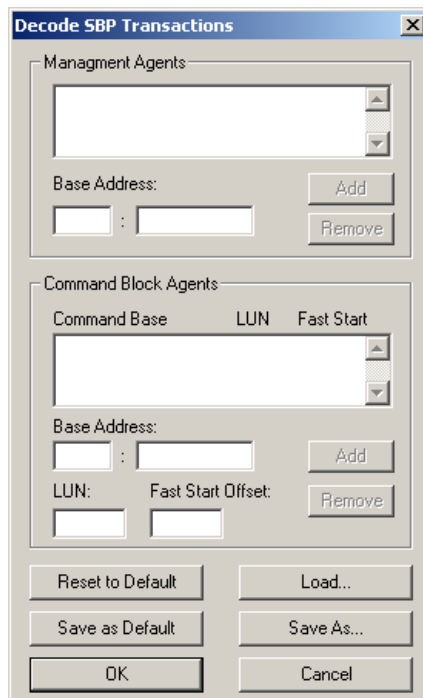 Decode SBP Transactions
Managment Agents
Base Address:
Add
:
Remove
Command Block Agents
Command Base LUN Fast Start
Base Address:
:
Add
LUN: Fast Start Offset:
Remove
Reset to Default Load...
Save as Default Save As...
OK Cancel